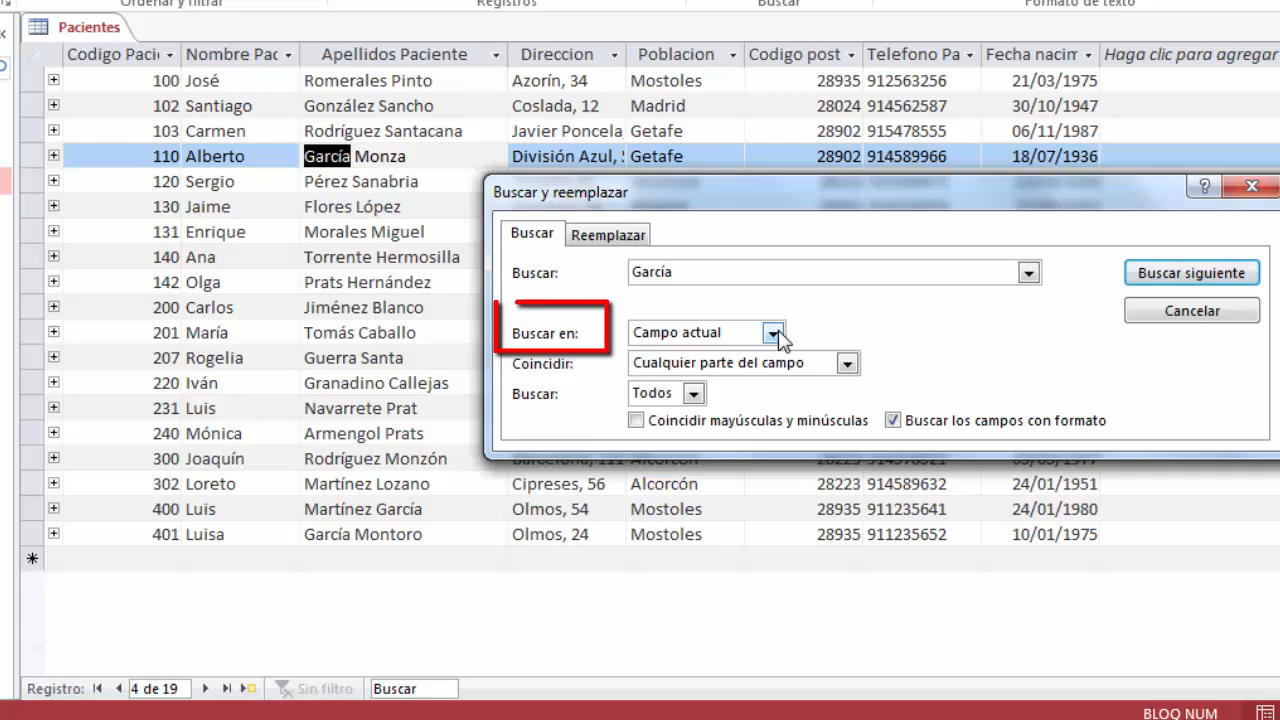 Ordenar y filtrar Registros Buscar Formato de texto
Pacientes
Codigo Paci Nombre Pac Apellidos Paciente Direccion Poblacion Codigo post Telefono Pa Fecha nacim Haga clic para agregar
100 José Romerales Pinto Azorín, 34 Mostoles 28935 912563256 21/03/1975
102 Santiago González Sancho Coslada, 12 Madrid 28024 914562587 30/10/1947
103 Carmen Rodríguez Santacana Javier Poncela, Getafe 28902 915478555 06/11/1987
110 Alberto García Monza División Azul, Getafe 28902 914589966 18/07/1936
120 Sergio Pérez Sanabria
130 Jaime Flores López
131 Enrique Morales Miguel
140 Ana Torrente Hermosilla
142 Olga Prats Hernández
200 Carlos Jiménez Blanco
201 María Tomás Caballo
207 Rogelia Guerra Santa
220 Iván Granadino Callejas
231 Luis Navarrete Prat
240 Mónica Armengol Prats
300 Joaquín Rodríguez Monzón
302 Loreto Martínez Lozano Cipreses, 56 Alcorcón 28223 914589632 24/01/1951
400 Luis Martínez García Olmos, 54 Mostoles 28935 911235641 24/01/1980
401 Luisa García Montoro Olmos, 24 Mostoles 28935 911235652 10/01/1975
Buscar y reemplazar
Buscar Reemplazar
Buscar: García Buscar siguiente
Cancelar
Buscar en: Campo actual
Coincidir: Cualquier parte del campo
Buscar: Todos
Coincidir mayúsculas y minúsculas Buscar los campos con formato
Registro: 4 de 19 Sin filtro Buscar
BLOQ NUM